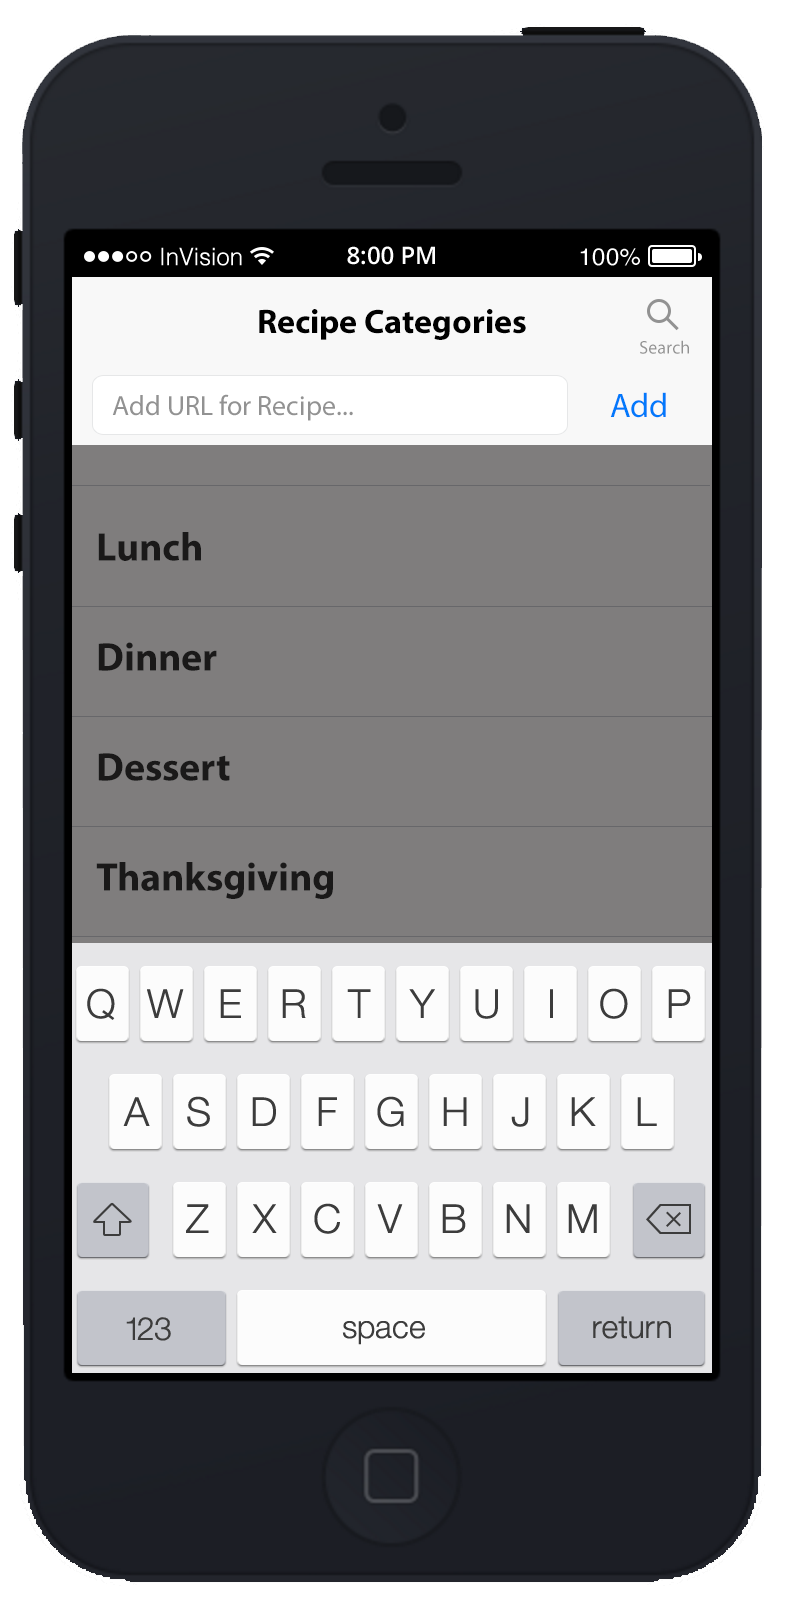 InVision 8:00 PM 100%
Recipe Categories
Search
Add URL for Recipe... Add
Lunch
Dinner
Dessert
Thanksgiving
Q W E R T Y U I O P
A S D F G H J K L
Z X C V B N M
123 space return